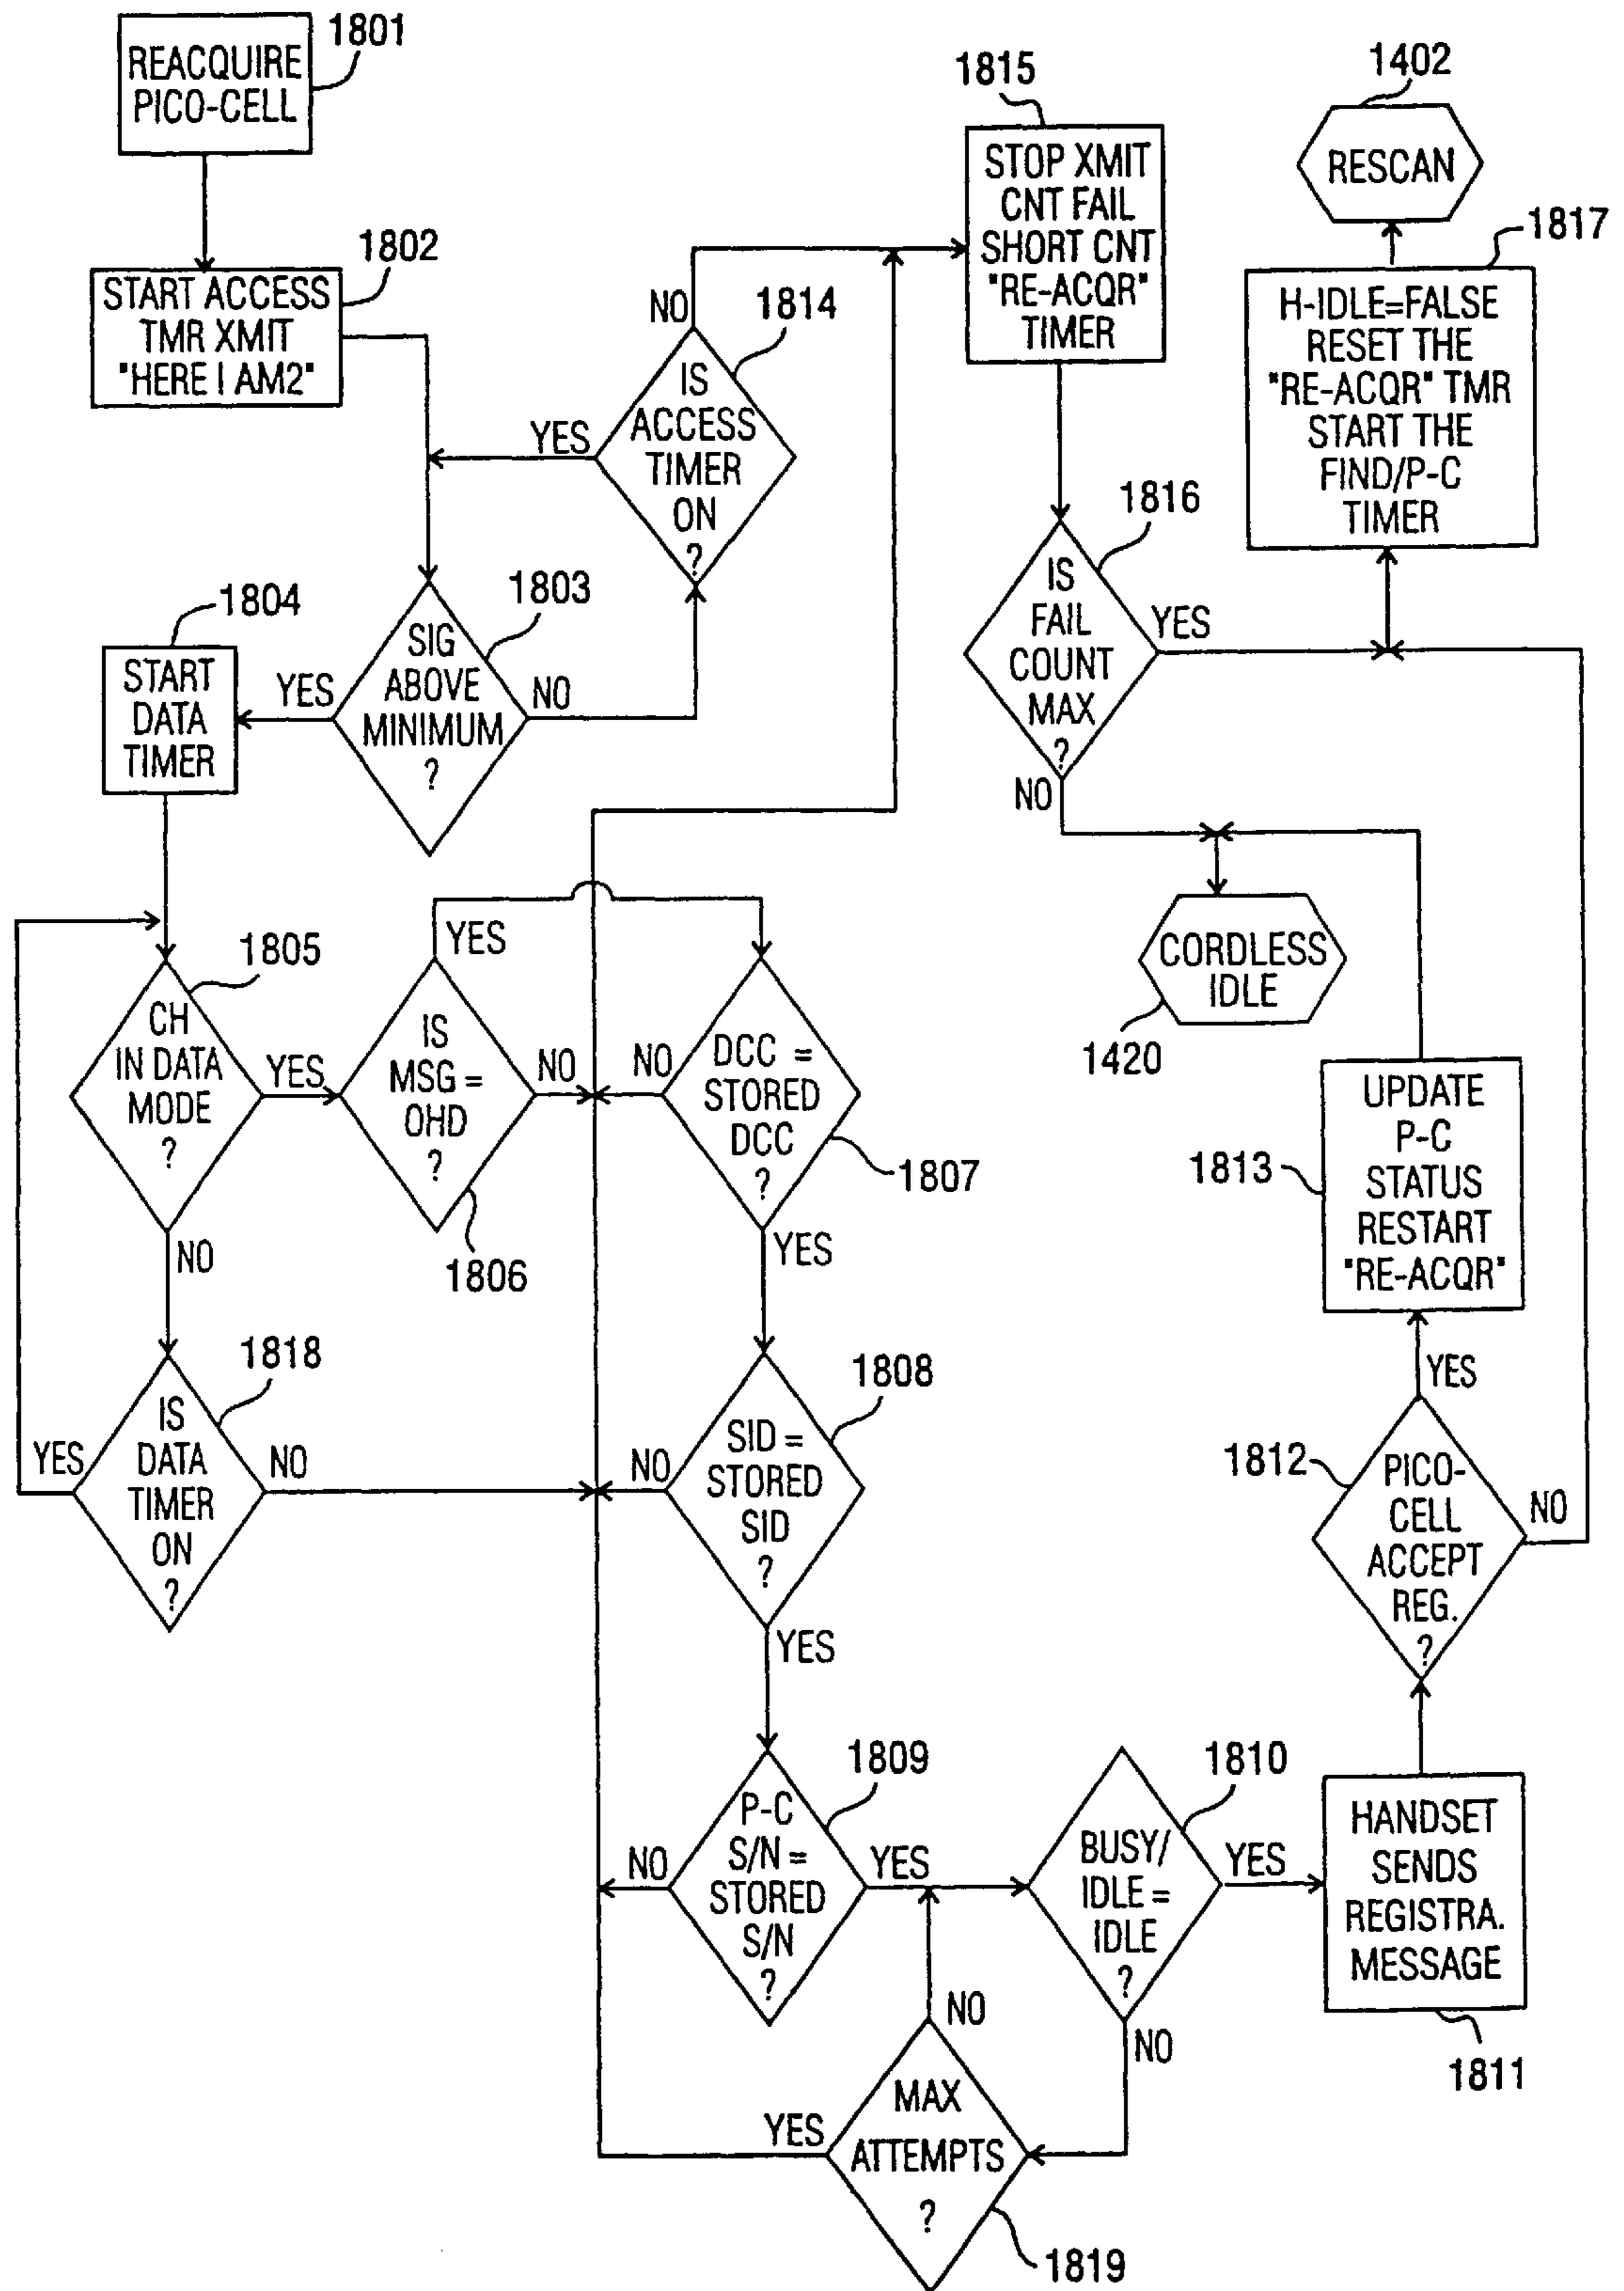 1801
REACQUIRE
PICO-CELL
1802
START ACCESS
TMR XMIT
"HERE I AM2"
1814
IS
ACCESS
TIMER
ON
?
NO
YES
1803
SIG
ABOVE
MINIMUM
?
YES
NO
1804
START
DATA
TIMER
1805
CH
IN DATA
MODE
?
YES
NO
1806
IS
MSG =
OHD
?
YES
NO
1807
DCC =
STORED
DCC
?
NO
YES
1818
IS
DATA
TIMER
ON
?
YES
NO
1808
SID =
STORED
SID
?
NO
YES
1809
P-C
S/N =
STORED
S/N
?
NO
YES
1810
BUSY/
IDLE =
IDLE
?
YES
NO
1819
MAX
ATTEMPTS
?
NO
YES
1811
HANDSET
SENDS
REGISTRA.
MESSAGE
1812
PICO-
CELL
ACCEPT
REG.
?
YES
NO
1813
UPDATE
P-C
STATUS
RESTART
"RE-ACQR"
1815
STOP XMIT
CNT FAIL
SHORT CNT
"RE-ACQR"
TIMER
1816
IS
FAIL
COUNT
MAX
?
YES
NO
1420
CORDLESS
IDLE
1817
H-IDLE=FALSE
RESET THE
"RE-ACQR" TMR
START THE
FIND/P-C
TIMER
1402
RESCAN